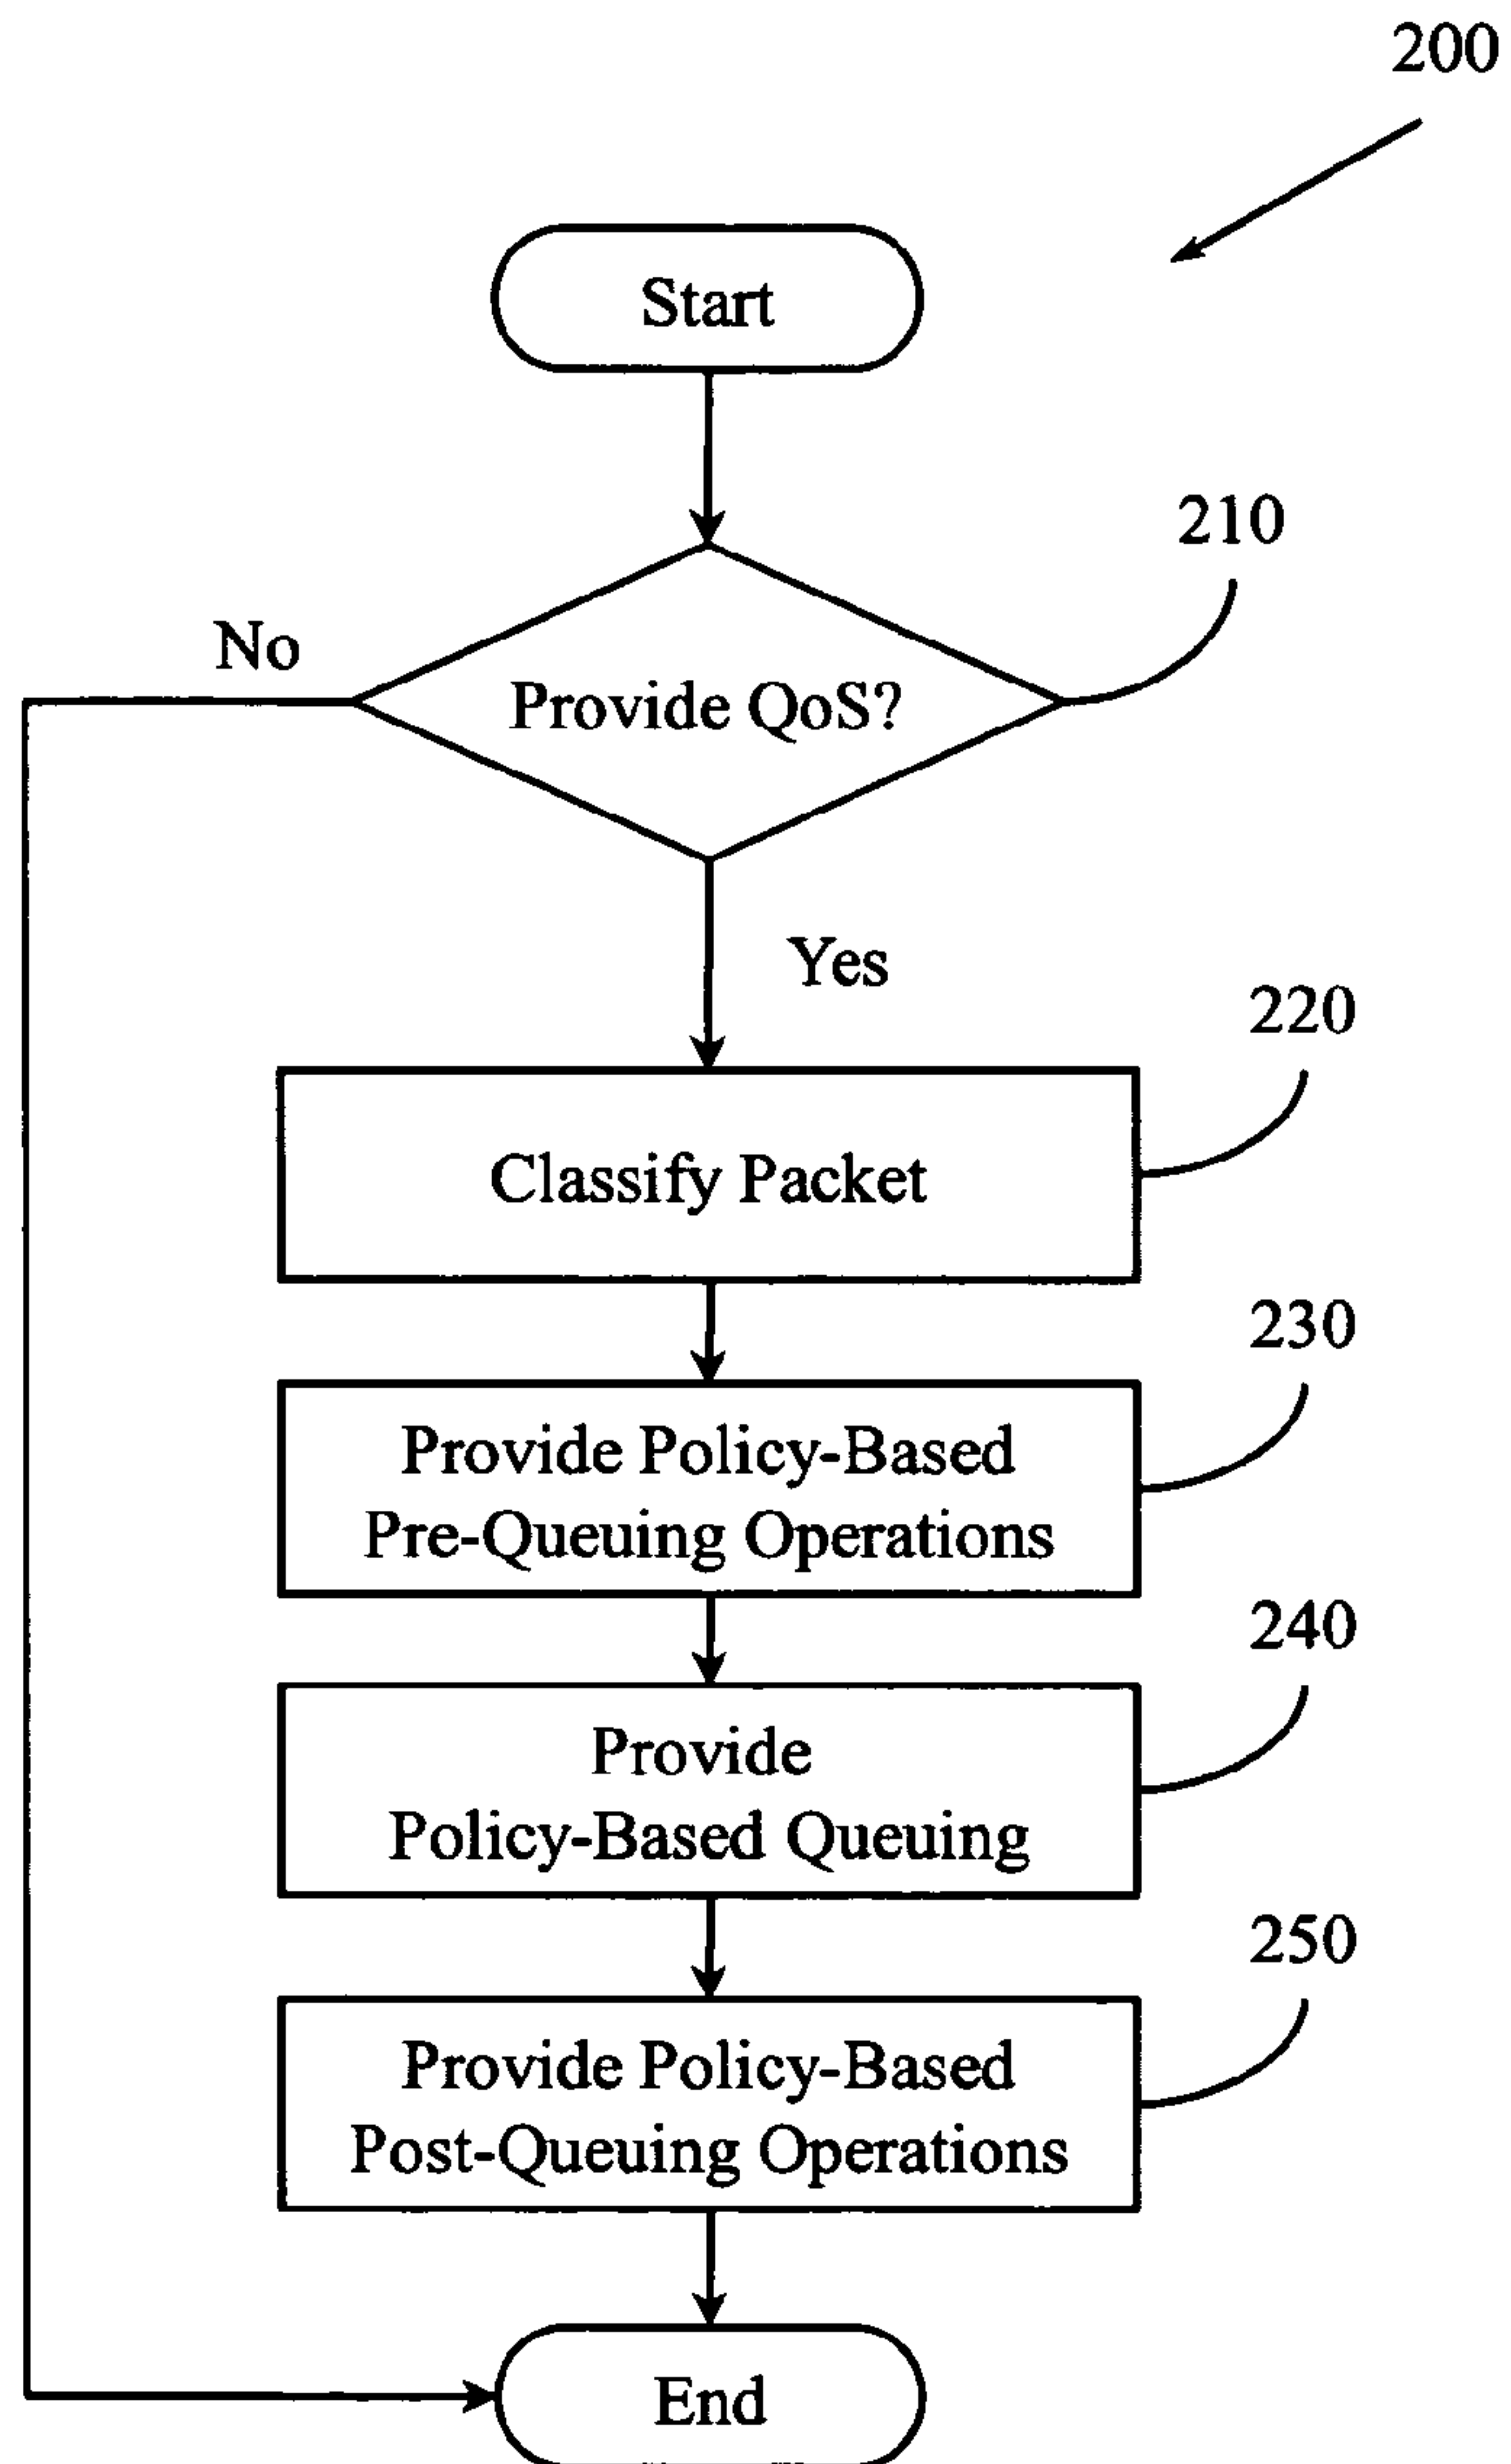 200
Start
210
No
Provide QoS?
Yes
220
Classify Packet
230
Provide Policy-Based
Pre-Queuing Operations
240
Provide
Policy-Based Queuing
250
Provide Policy-Based
Post-Queuing Operations
End